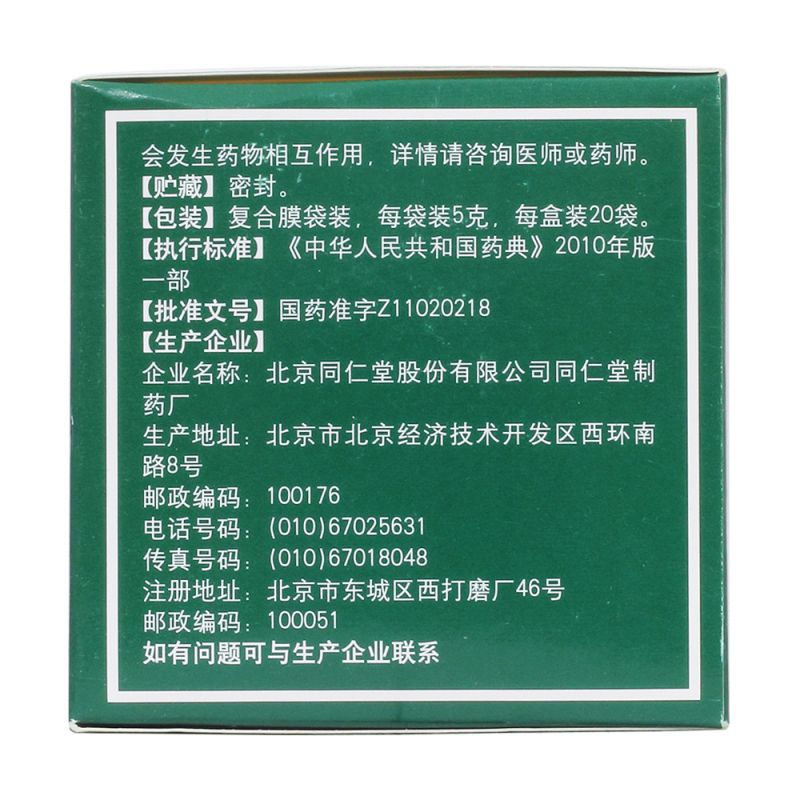 会发生药物相互作用，详情请咨询医师或药师。
【贮藏】密封。
【包装】复合膜袋装，每袋装5克，每盒装20袋。
【执行标准】《中华人民共和国药典》2010年版
一部
【批准文号】国药准字Z11020218
【生产企业】
企业名称：北京同仁堂股份有限公司同仁堂制
药厂
生产地址：北京市北京经济技术开发区西环南
路8号
邮政编码：100176
电话号码：(010)67025631
传真号码：(010)67018048
注册地址：北京市东城区西打磨厂46号
邮政编码：100051
如有问题可与生产企业联系